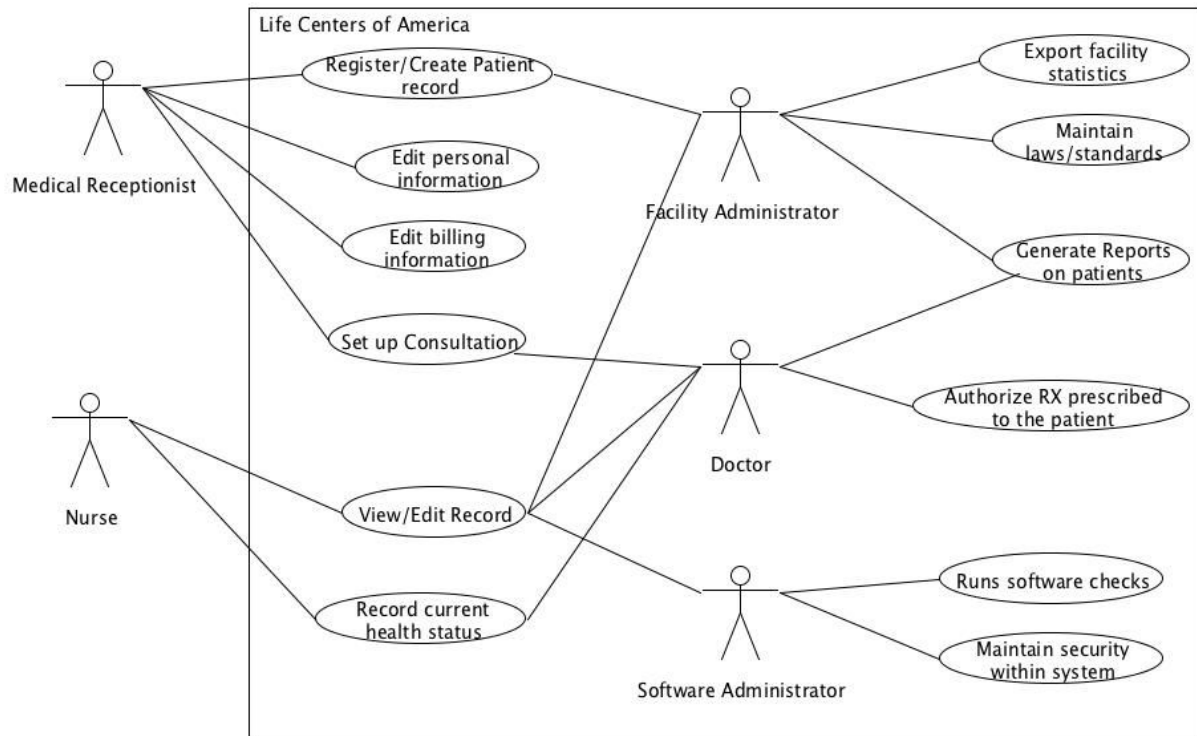 Life Centers of America
Register/Create Patient
record
Export facility
statistics
Medical Receptionist
Edit personal
information
Facility Administrator
Maintain
laws/standards
Edit billing
information
Generate Reports
on patients
Set up Consultation
Authorize RX prescribed
to the patient
Doctor
Nurse
View/Edit Record
Record current
health status
Runs software checks
Software Administrator
Maintain security
within system